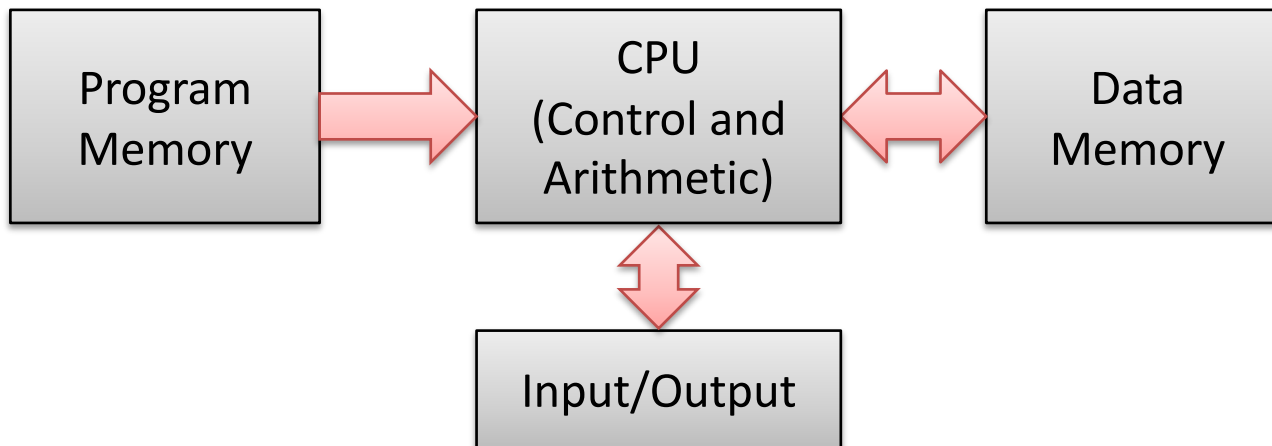 Program
Memory
CPU
(Control and
Arithmetic)
Data
Memory
Input/Output